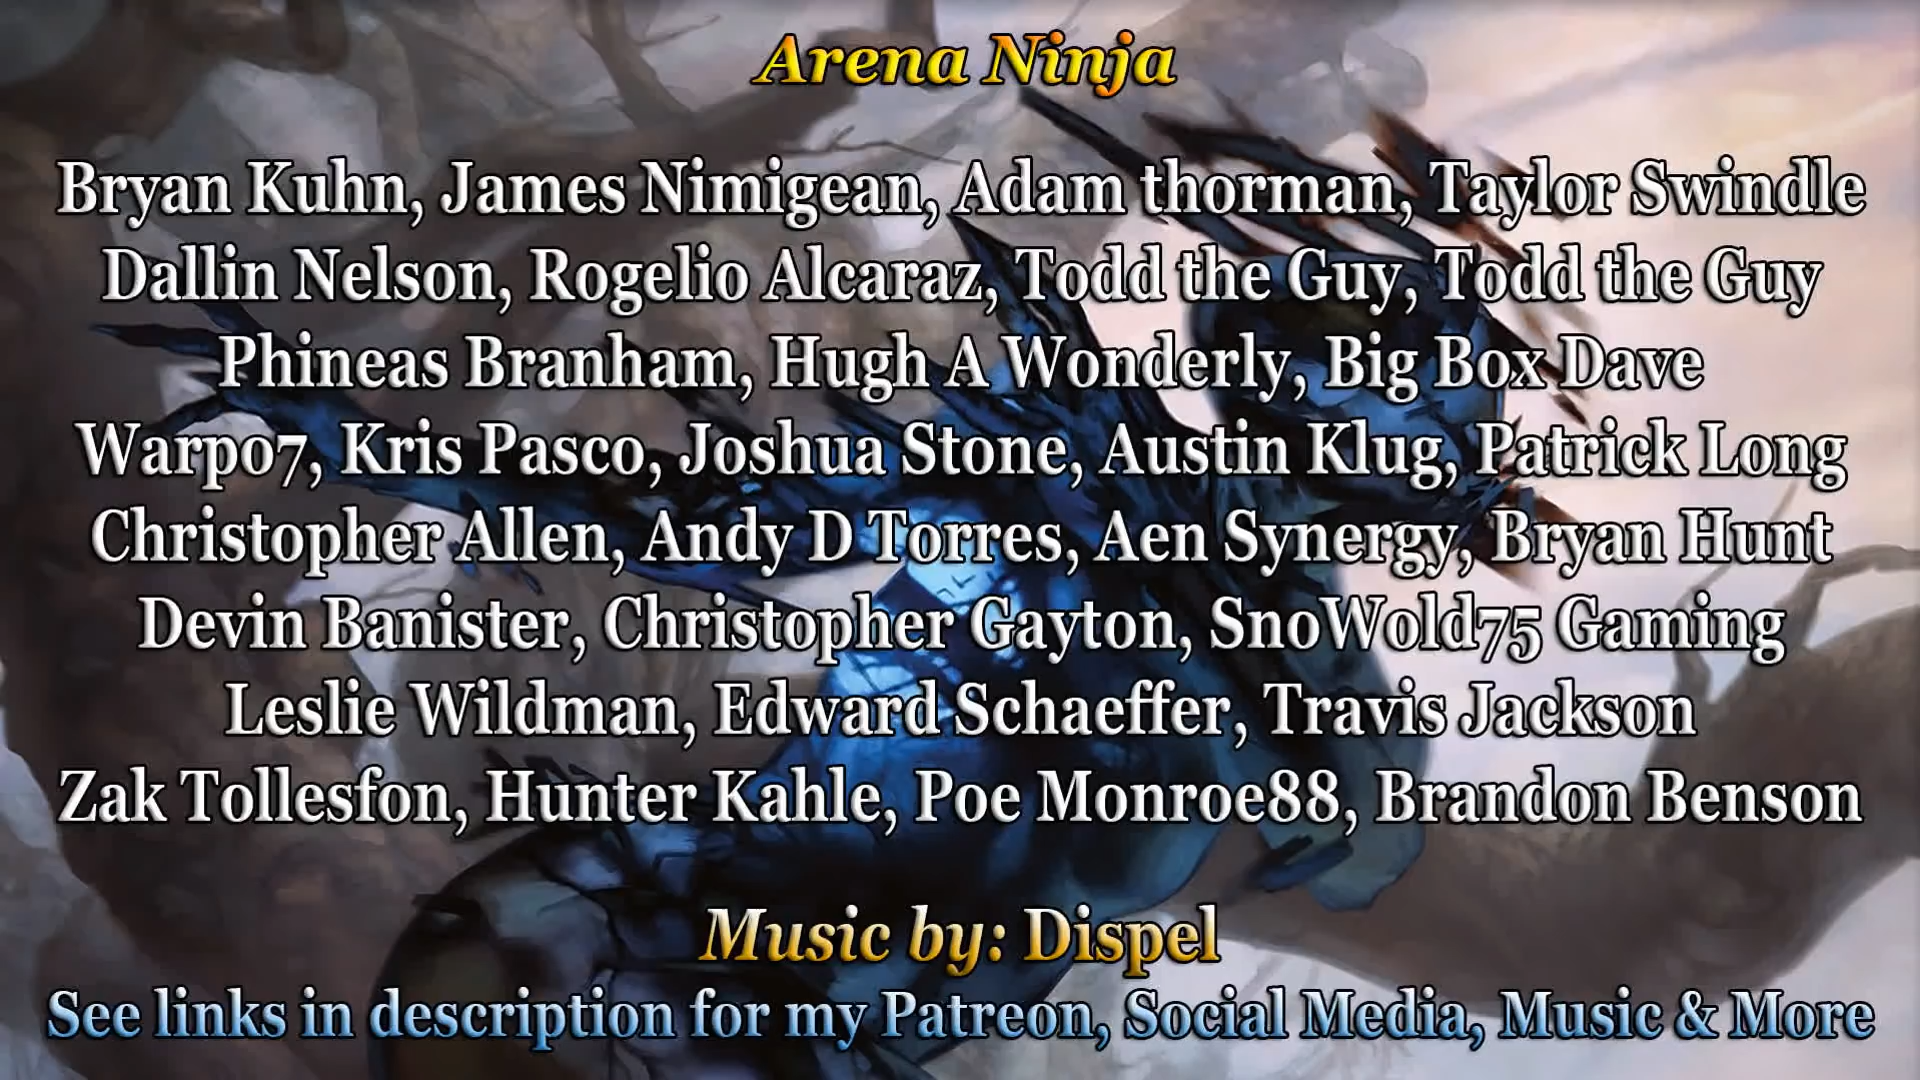 Arena Ninja
Bryan Kuhn, James Nimigean, Adam thorman, Taylor Swindle
Dallin Nelson, Rogelio Alcaraz, Todd the Guy, Todd the Guy
Phineas Branham, Hugh A Wonderly, Big Box Dave
Warp07, Kris Pasco, Joshua Stone, Austin Klug, Patrick Long
Christopher Allen, Andy D Torres, Aen Synergy, Bryan Hunt
Devin Banister, Christopher Gayton, SnoWold75 Gaming
Leslie Wildman, Edward Schaeffer, Travis Jackson
Zak Tollesfon, Hunter Kahle, Poe Monroe88, Brandon Benson
Music by: Dispel
See links in description for my Patreon, Social Media, Music & More